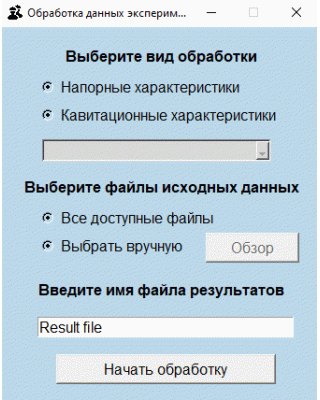 Обработка данных эксперим...
Выберите вид обработки
Напорные характеристики
Кавитационные характеристики
Выберите файлы исходных данных
Все доступные файлы
Выбрать вручную
Обзор
Введите имя файла результатов
Result file
Начать обработку